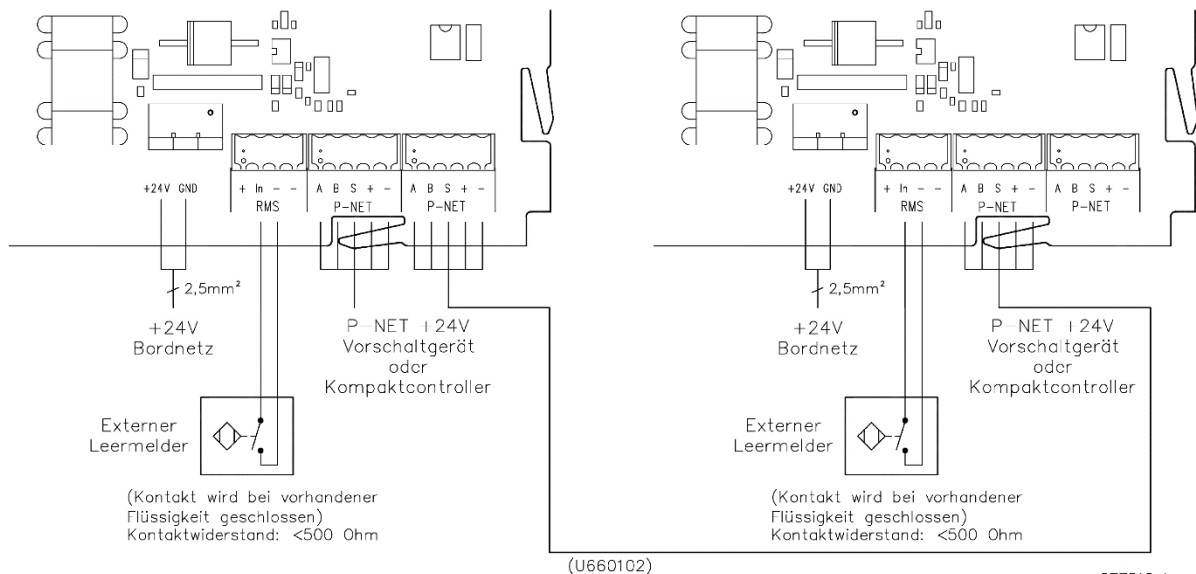 +24V GND
+ In - -
RMS
A B S + -
P-NET
A B S + -
P-NET
2,5mm²
+24V
Bordnetz
P-NET +24V
Vorschaltgerät
oder
Kompaktcontroller
Externer
Leermelder
(Kontakt wird bei vorhandener
Flüssigkeit geschlossen)
Kontaktwiderstand: <500 Ohm
+24V GND
+ In - -
RMS
A B S + -
P-NET
A B S + -
P-NET
2,5mm²
+24V
Bordnetz
P-NET +24V
Vorschaltgerät
oder
Kompaktcontroller
Externer
Leermelder
(Kontakt wird bei vorhandener
Flüssigkeit geschlossen)
Kontaktwiderstand: <500 Ohm
(U660102)